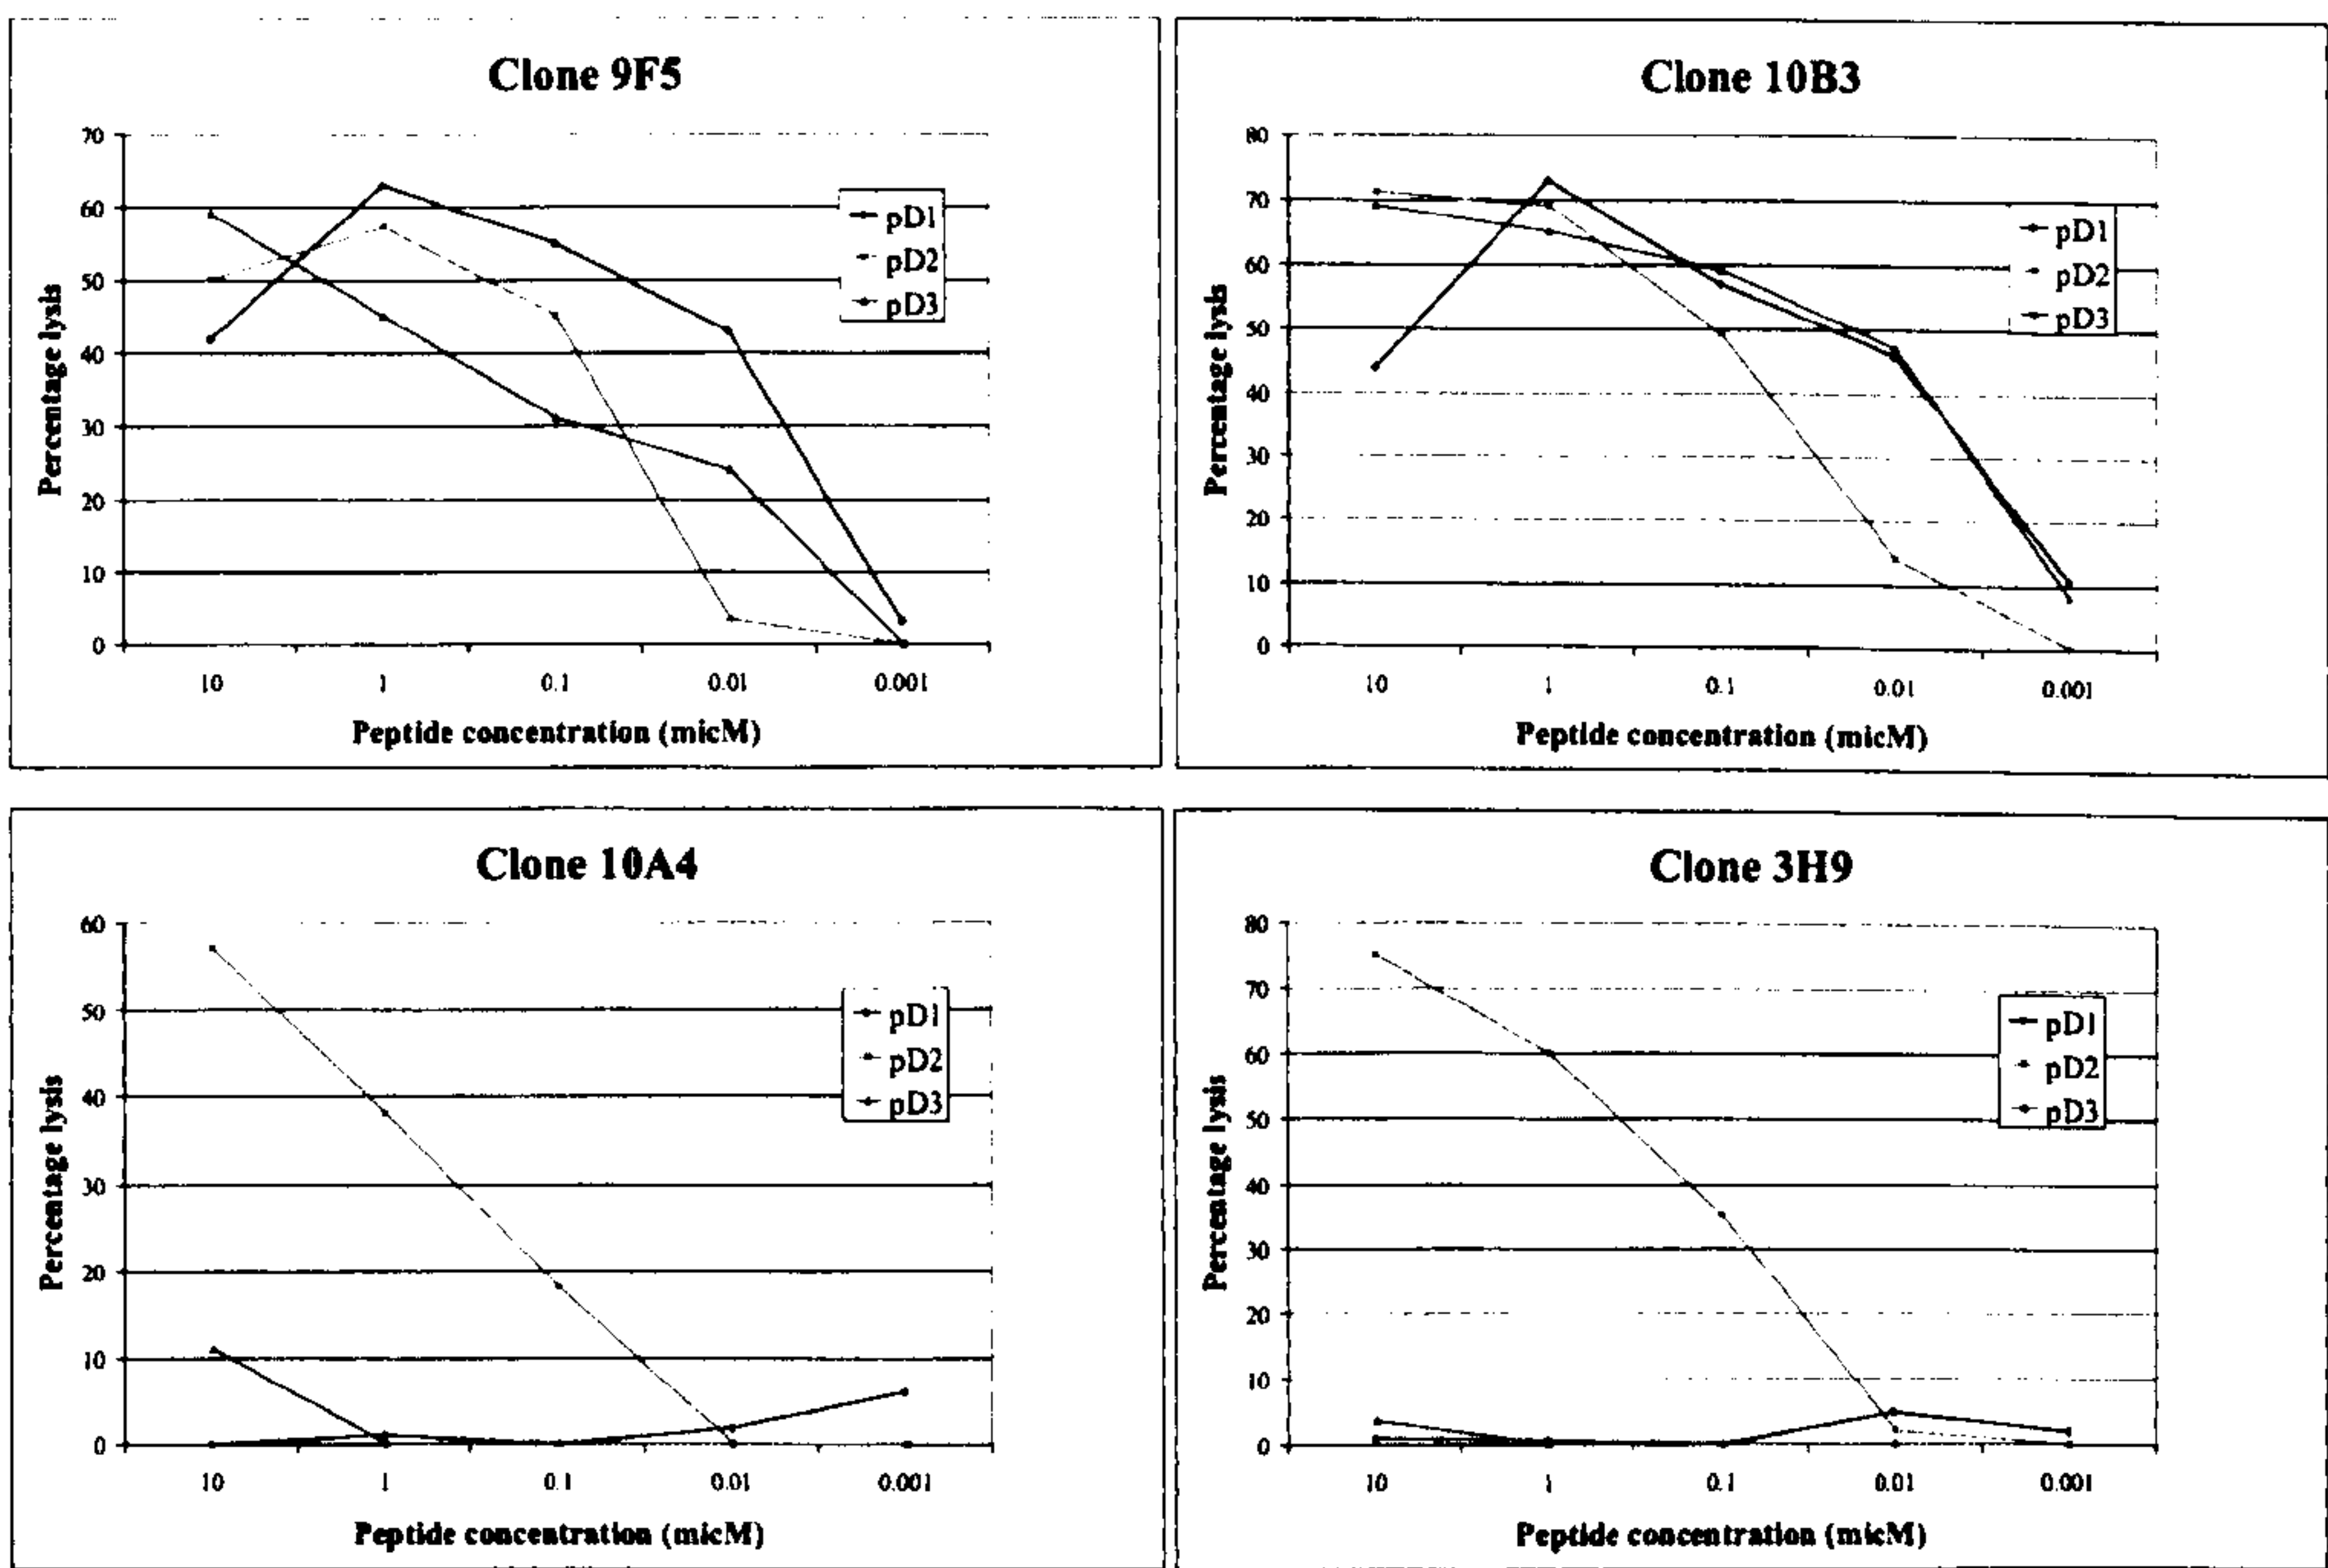 Clone 9F5
70
60
50
40
30
20
10
0
Percentage lysis
10 1 0.1 0.01 0.001
Peptide concentration (micM)
pD1
pD2
pD3
Clone 10B3
80
70
60
50
40
30
20
10
0
Percentage lysis
10 1 0.1 0.01 0.001
Peptide concentration (micM)
pD1
pD2
pD3
Clone 10A4
60
50
40
30
20
10
0
Percentage lysis
10 1 0.1 0.01 0.001
Peptide concentration (micM)
pD1
pD2
pD3
Clone 3H9
80
70
60
50
40
30
20
10
0
Percentage lysis
10 1 0.1 0.01 0.001
Peptide concentration (micM)
pD1
pD2
pD3